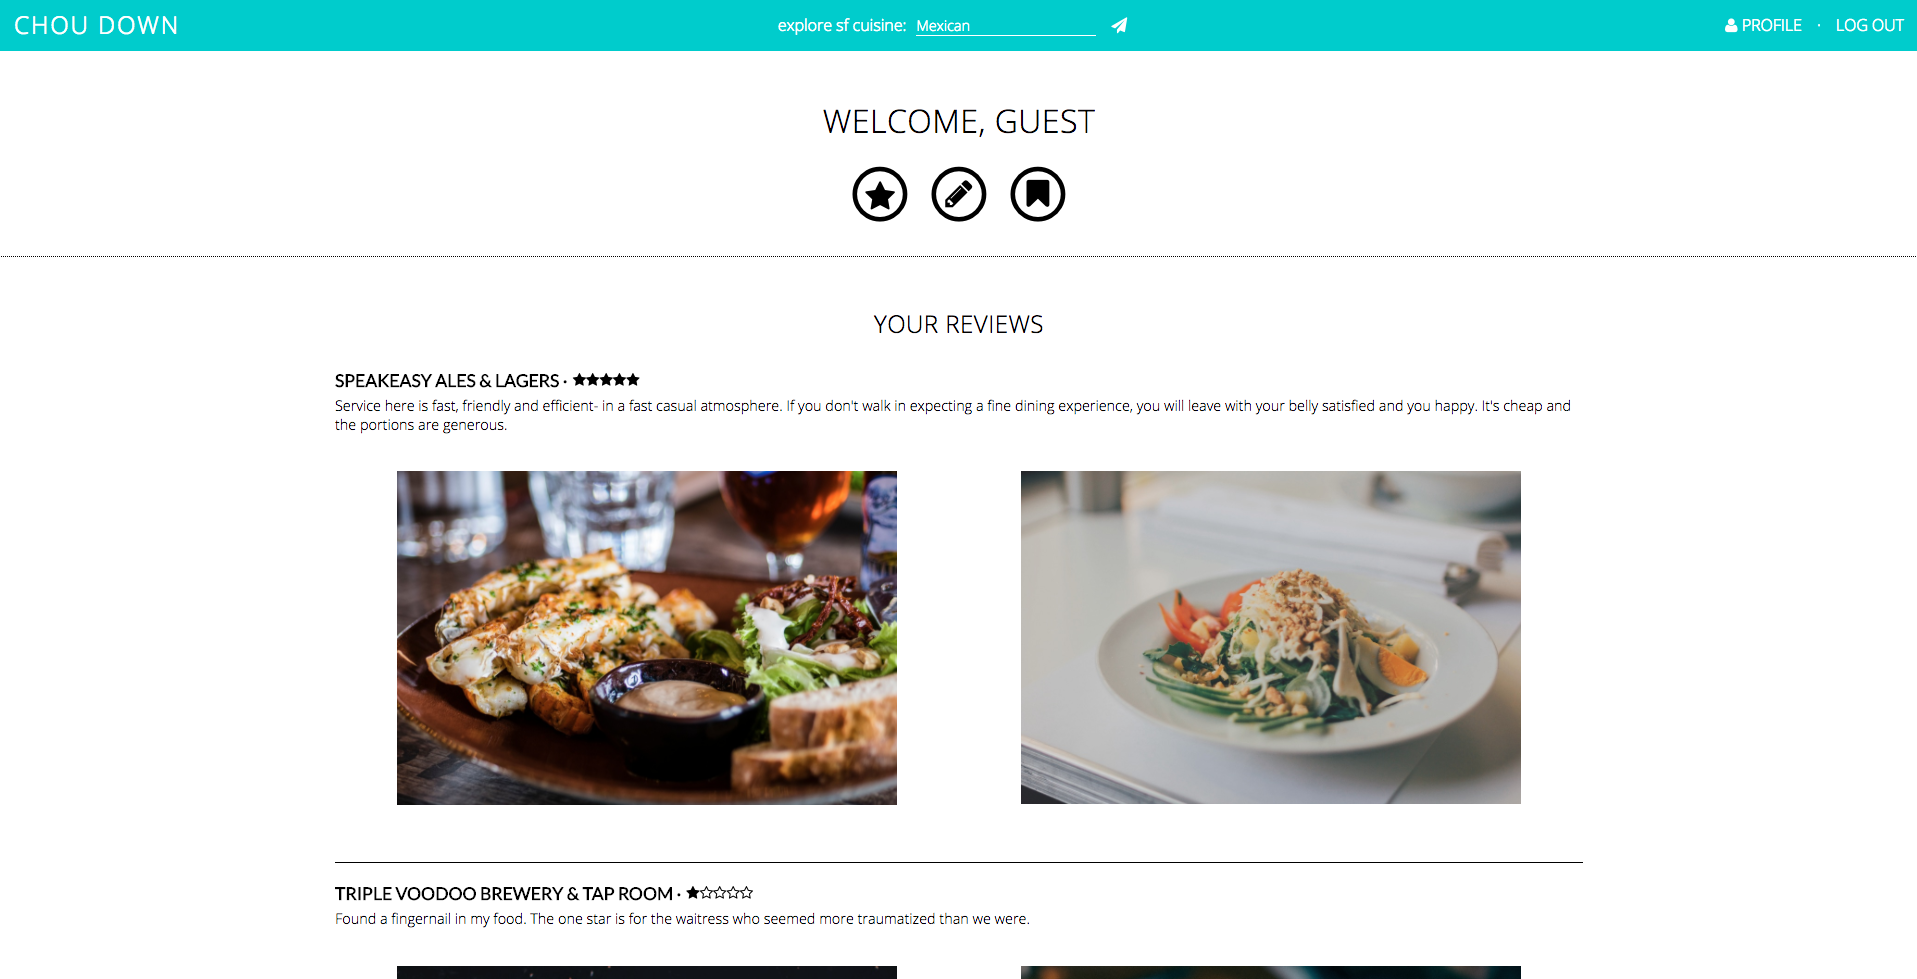 CHOU DOWN
explore sf cuisine: Mexican
PROFILE · LOG OUT
WELCOME, GUEST
YOUR REVIEWS
SPEAKEASY ALES & LAGERS · ★★★★★
Service here is fast, friendly and efficient- in a fast casual atmosphere. If you don't walk in expecting a fine dining experience, you will leave with your belly satisfied and you happy. It's cheap and
the portions are generous.
TRIPLE VOODOO BREWERY & TAP ROOM · ★☆☆☆☆
Found a fingernail in my food. The one star is for the waitress who seemed more traumatized than we were.